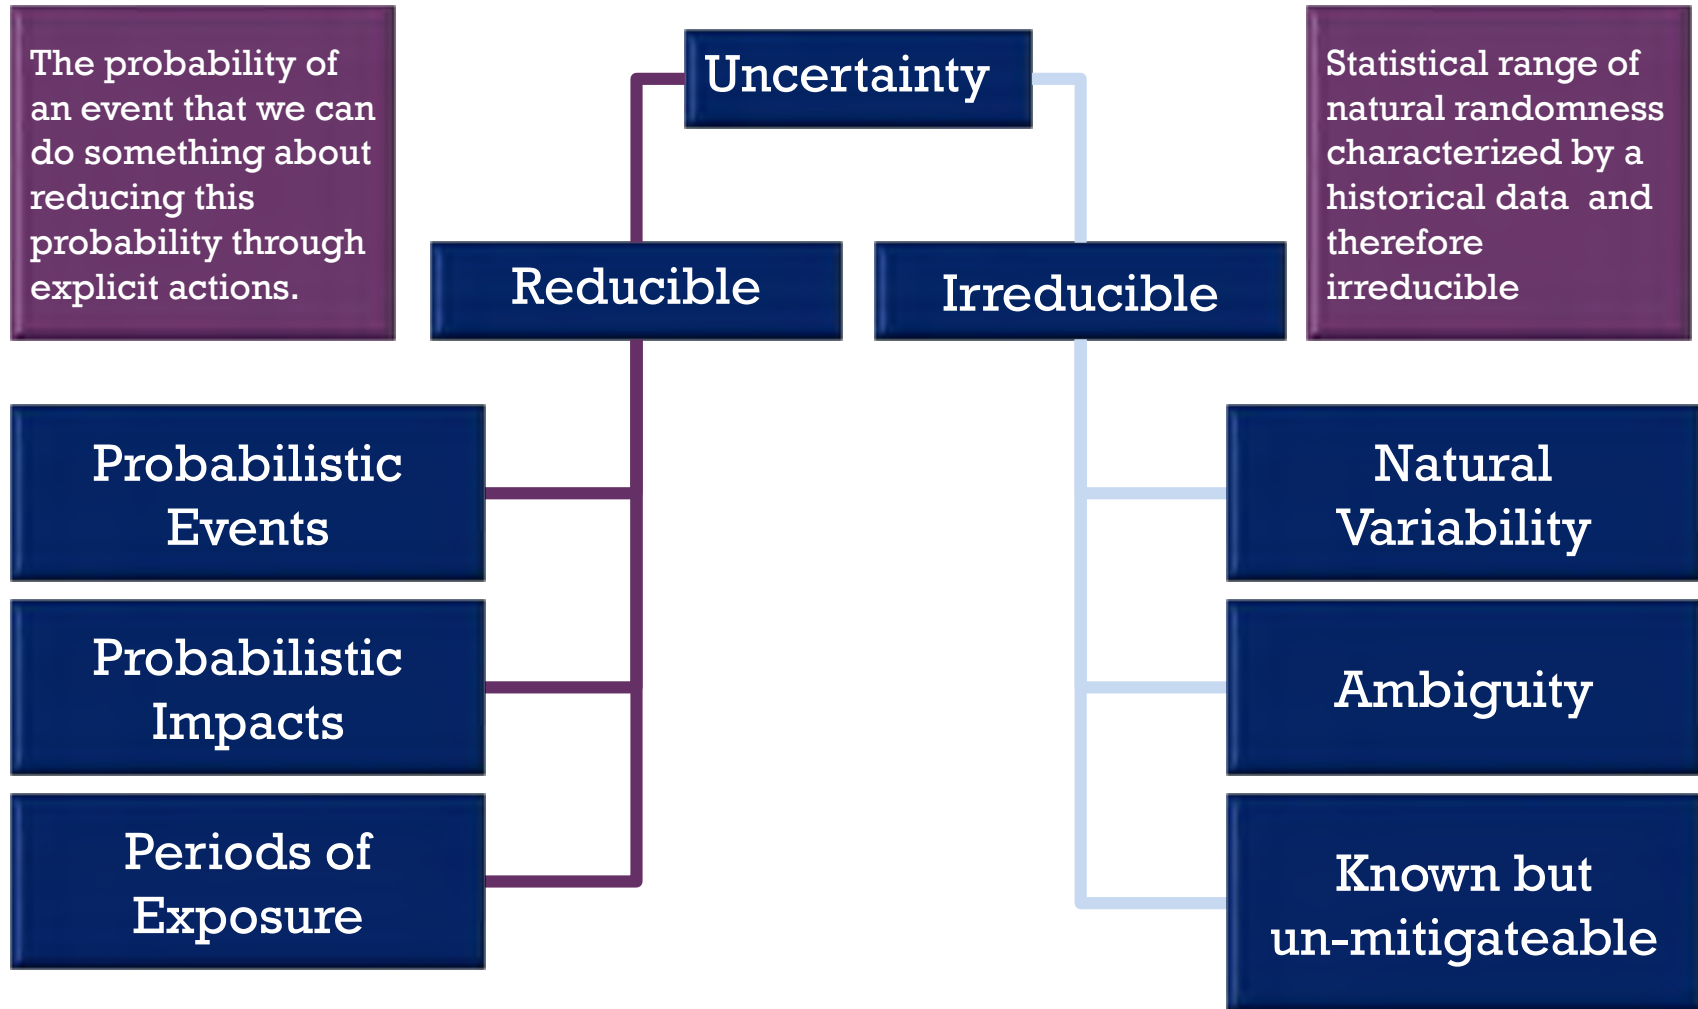 The probability of
an event that we can
do something about
reducing this
probability through
explicit actions.
Uncertainty
Statistical range of
natural randomness
characterized by a
historical data  and
therefore
irreducible
Reducible
Irreducible
Probabilistic
Events
Probabilistic
Impacts
Periods of
Exposure
Natural
Variability
Ambiguity
Known but
un-mitigateable